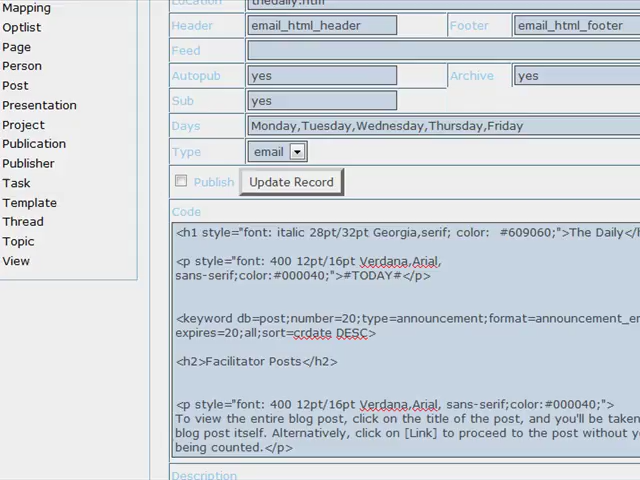 Mapping
Optlist
Page
Person
Post
Presentation
Project
Publication
Publisher
Task
Template
Thread
Topic
View
Location thedaily.htm
Header email_html_header Footer email_html_footer
Feed
Autopub yes Archive yes
Sub yes
Days Monday,Tuesday,Wednesday,Thursday,Friday
Type email
Publish Update Record
Code
<h1 style="font: italic 28pt/32pt Georgia,serif; color: #609060;">The Daily</h
<p style="font: 400 12pt/16pt Verdana,Arial,
sans-serif;color:#000040;">#TODAY#</p>
<keyword db=post;number=20;type=announcement;format=announcement_en
expires=20;all;sort=crdate DESC>
<h2>Facilitator Posts</h2>
<p style="font: 400 12pt/16pt Verdana,Arial, sans-serif;color:#000040;">
To view the entire blog post, click on the title of the post, and you'll be taken
blog post itself. Alternatively, click on [Link] to proceed to the post without y
being counted.</p>
Description